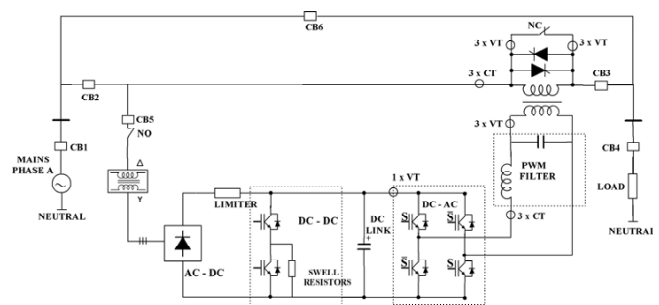 CB6
NC
3 x VT
3 x VT
3 x CT
CB2
CB3
CB5
NO
3 x VT
CB1
CB4
MAINS
PHASE A
Δ
Y
PWM
FILTER
LOAD
NEUTRAL
1 x VT
LIMITER
DC - DC
DC
LINK
+
DC - AC
S
S
S
S
3 x CT
NEUTRAL
SWELL
RESISTORS
AC - DC